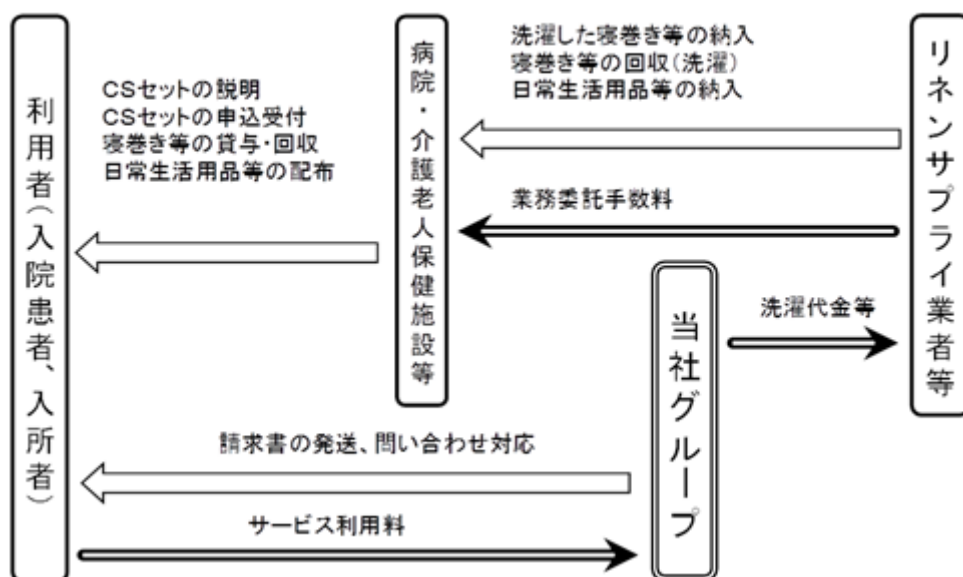 利用者（入院患者、入所者）
CSセットの説明
CSセットの申込受付
寝巻き等の貸与・回収
日常生活用品等の配布
病院・介護老人保健施設等
洗濯した寝巻き等の納入
寝巻き等の回収（洗濯）
日常生活用品等の納入
業務委託手数料
リネンサプライ業者等
当社グループ
洗濯代金等
請求書の発送、問い合わせ対応
サービス利用料